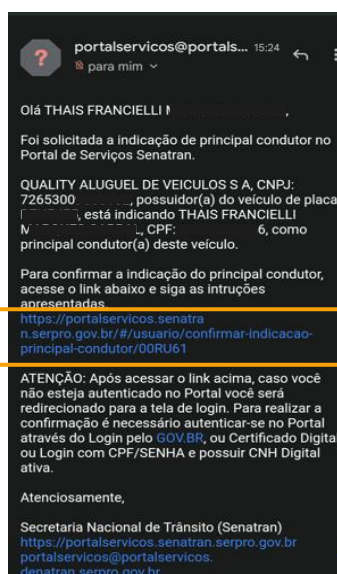 ?
portalservicos@portals... 15:24
para mim
Olá THAIS FRANCIELLI
Foi solicitada a indicação de principal condutor no
Portal de Serviços Senatran.
QUALITY ALUGUEL DE VEICULOS S A, CNPJ:
7265300 , possuidor(a) do veículo de placa
, está indicando THAIS FRANCIELLI
, CPF: 6, como
principal condutor(a) deste veículo.
Para confirmar a indicação do principal condutor,
acesse o link abaixo e siga as intruções
apresentadas.
https://portalservicos.senatra
n.serpro.gov.br/#/usuario/confirmar-indicacao-
principal-condutor/00RU61
ATENÇÃO: Após acessar o link acima, caso você
não esteja autenticado no Portal você será
redirecionado para a tela de login. Para realizar a
confirmação é necessário autenticar-se no Portal
através do Login pelo GOV.BR, ou Certificado Digital
ou Login com CPF/SENHA e possuir CNH Digital
ativa.
Atenciosamente,
Secretaria Nacional de Trânsito (Senatran)
https://portalservicos.senatran.serpro.gov.br
portalservicos@portalservicos.
denatran.serpro.gov.br